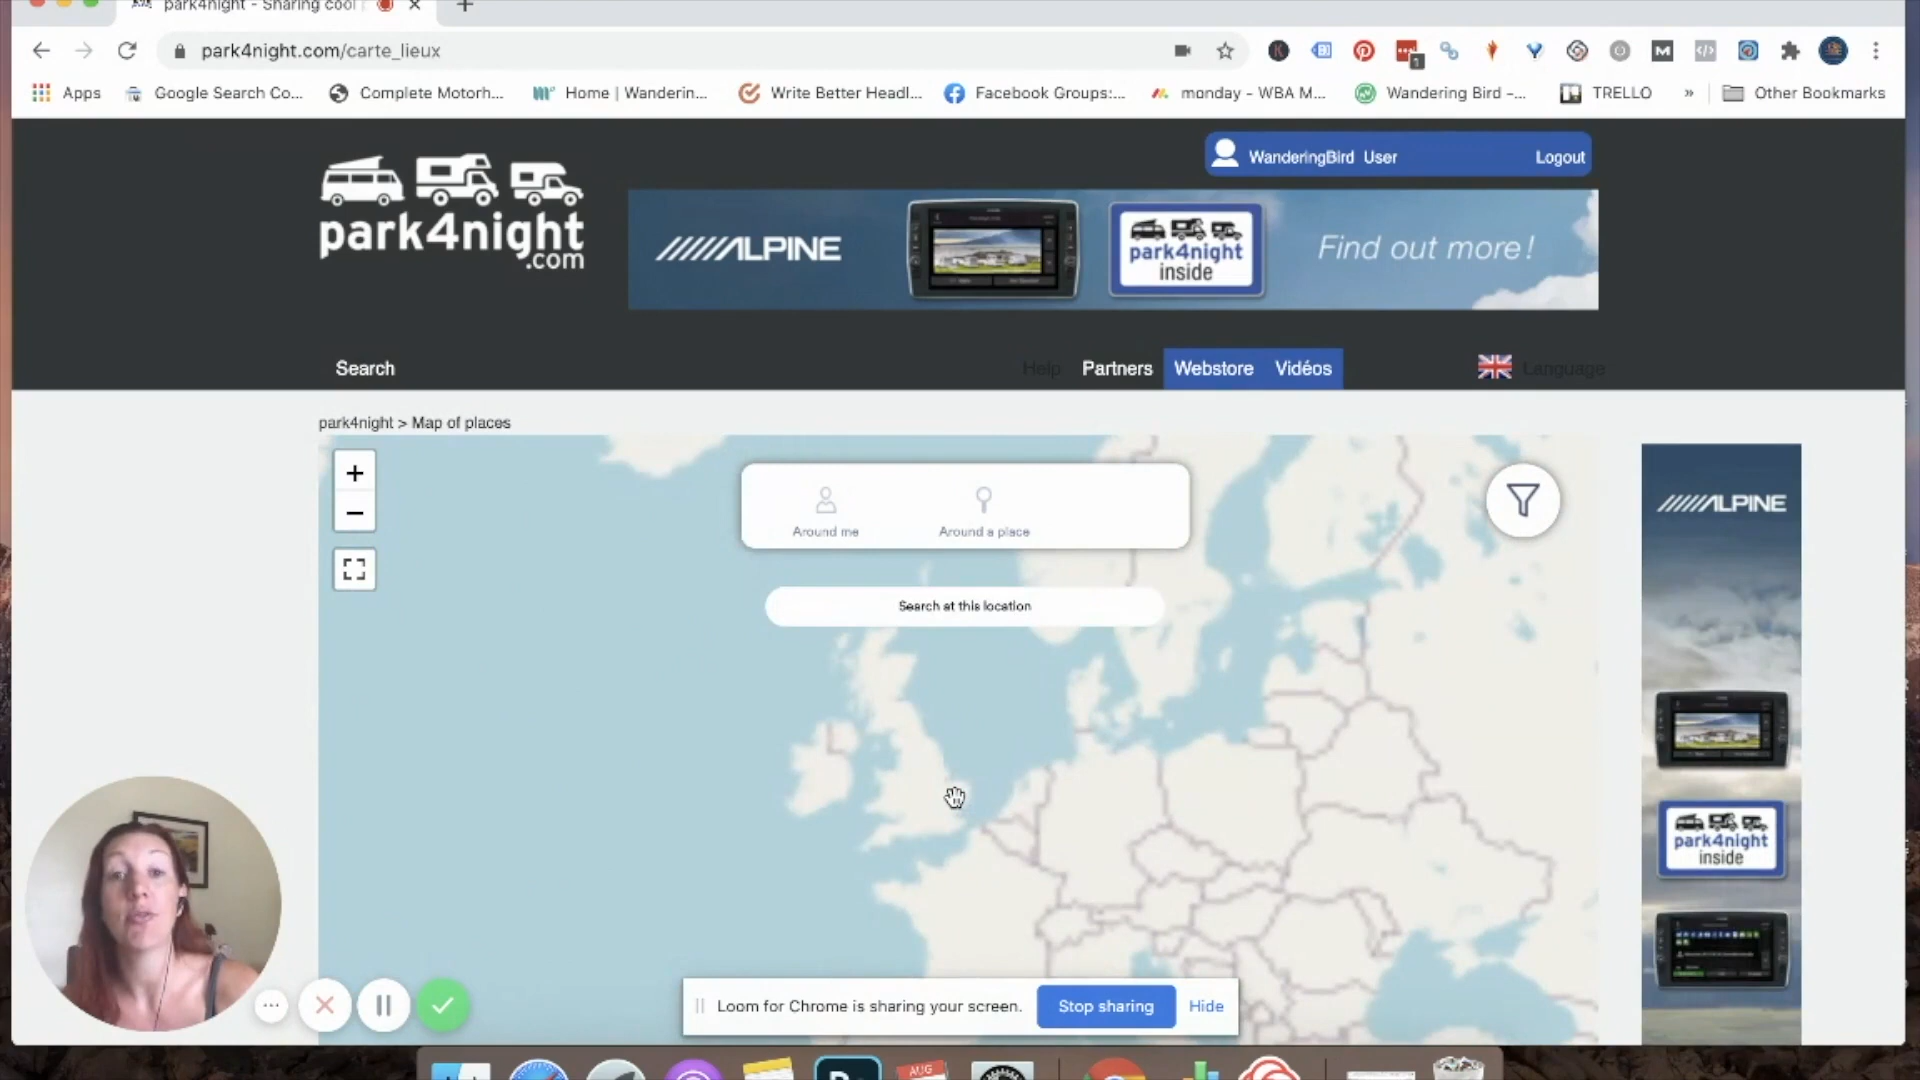 park4night - Sharing cool
park4night.com/carte_lieux
1
Apps
Google Search Co...
Complete Motorh...
Home | Wanderin...
Write Better Headl...
Facebook Groups:...
monday - WBA M...
Wandering Bird -...
TRELLO
»
Other Bookmarks
park4night
.com
WanderingBird User
Logout
ALPINE
park4night
inside
Find out more!
Search
Help
Partners
Webstore
Vidéos
Language
park4night > Map of places
+
−
Around me
Around a place
Search at this location
ALPINE
park4night
inside
Loom for Chrome is sharing your screen.
Stop sharing
Hide
AUG